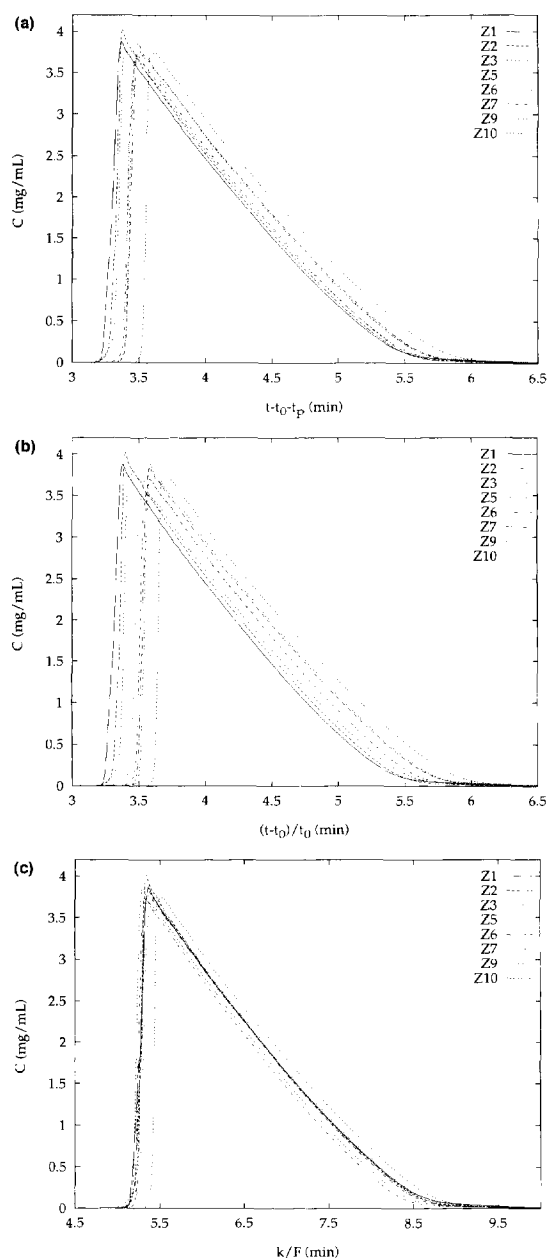 (a)
4
3.5
3
2.5
2
1.5
1
0.5
0
C (mg/mL)
Z1
Z2
Z3
Z5
Z6
Z7
Z9
Z10
3 3.5 4 4.5 5 5.5 6 6.5
t-t0-tp (min)
(b)
4
3.5
3
2.5
2
1.5
1
0.5
0
C (mg/mL)
Z1
Z2
Z3
Z5
Z6
Z7
Z9
Z10
3 3.5 4 4.5 5 5.5 6 6.5
(t-t0)/t0 (min)
(c)
4
3.5
3
2.5
2
1.5
1
0.5
0
C (mg/mL)
Z1
Z2
Z3
Z5
Z6
Z7
Z9
Z10
4.5 5.5 6.5 7.5 8.5 9.5
k/F (min)